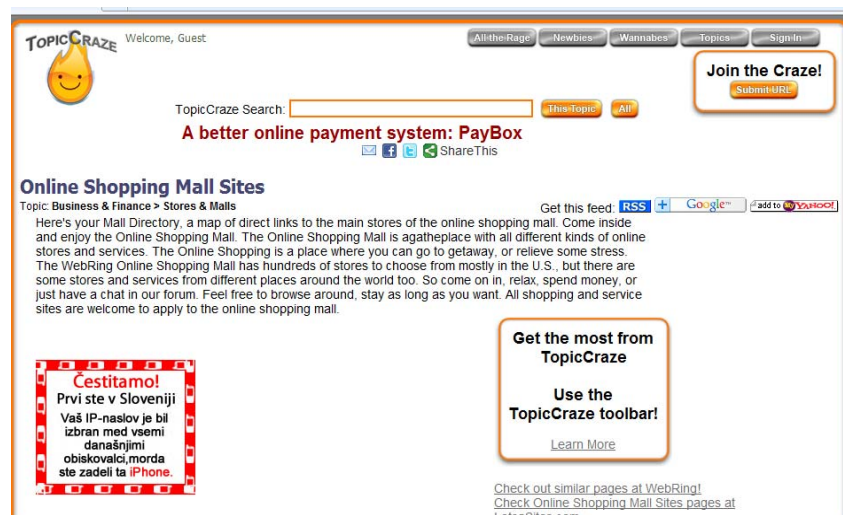 TOPICCRAZE
Welcome, Guest
All the Rage
Newbies
Wannabes
Topics
Sign In
Join the Craze!
Submit URL
TopicCraze Search:
This Topic
All
A better online payment system: PayBox
ShareThis
Online Shopping Mall Sites
Topic: Business & Finance > Stores & Malls
Get this feed: RSS
Google™
add to MY YAHOO!
Here's your Mall Directory, a map of direct links to the main stores of the online shopping mall. Come inside
and enjoy the Online Shopping Mall. The Online Shopping Mall is agatheplace with all different kinds of online
stores and services. The Online Shopping is a place where you can go to getaway, or relieve some stress.
The WebRing Online Shopping Mall has hundreds of stores to choose from mostly in the U.S., but there are
some stores and services from different places around the world too. So come on in, relax, spend money, or
just have a chat in our forum. Feel free to browse around, stay as long as you want. All shopping and service
sites are welcome to apply to the online shopping mall.
Čestitamo!
Prvi ste v Sloveniji
Vaš IP-naslov je bil
izbran med vsemi
današnjimi
obiskovalci,morda
ste zadeli ta iPhone.
Get the most from
TopicCraze
Use the
TopicCraze toolbar!
Learn More
Check out similar pages at WebRing!
Check Online Shopping Mall Sites pages at